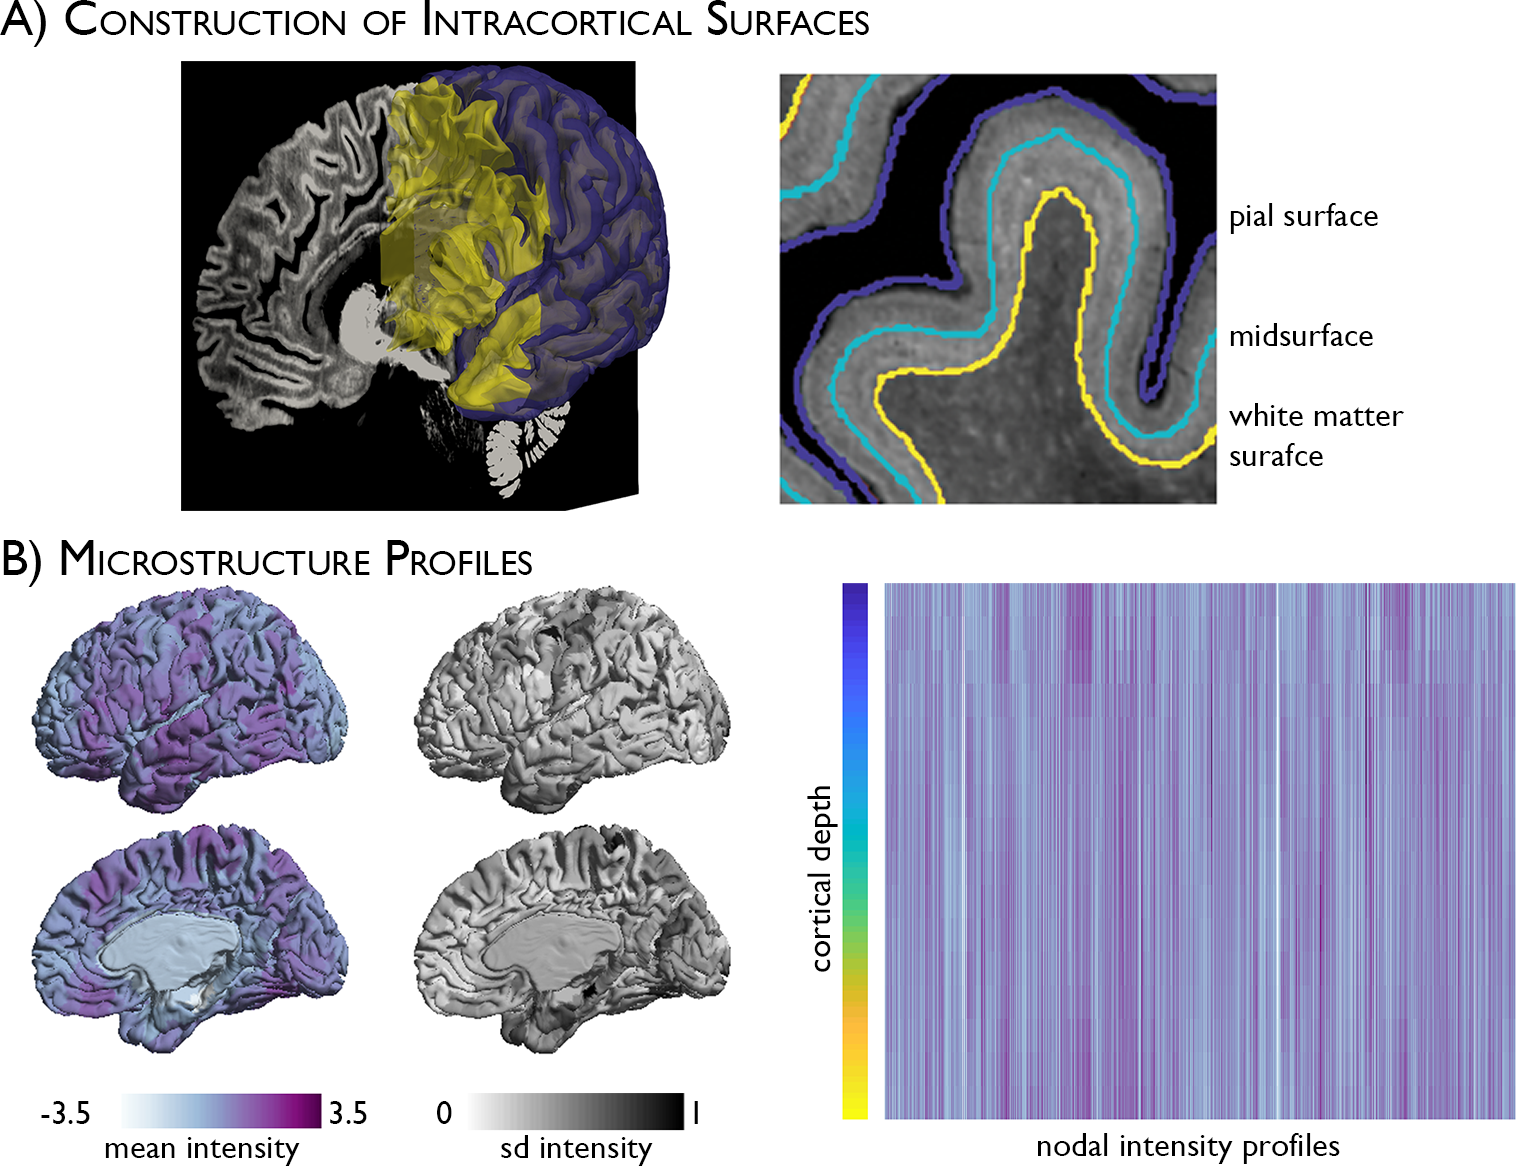 A) Construction of Intracortical Surfaces
pial surface
midsurface
white matter
surafce
B) Microstructure Profiles
cortical depth
-3.5 3.5
mean intensity
0 1
sd intensity
nodal intensity profiles